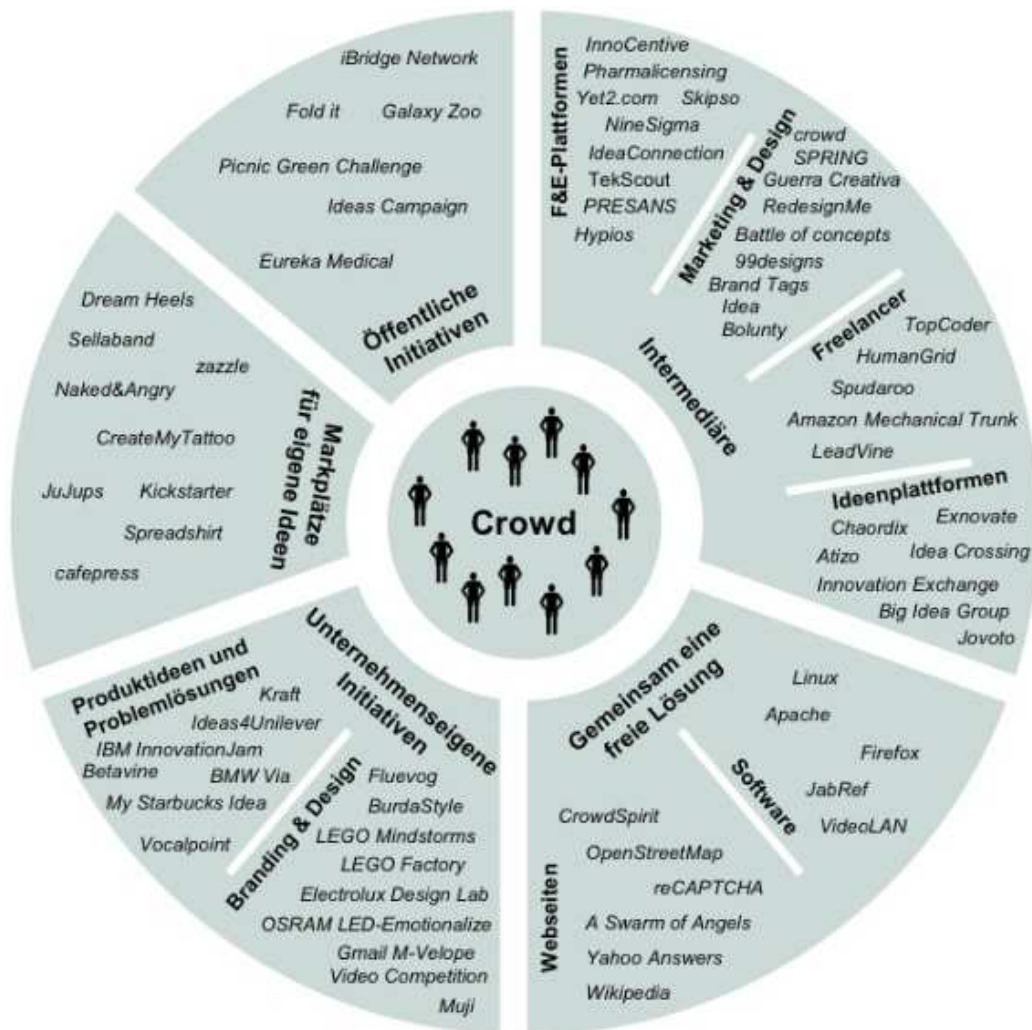 iBridge Network
Fold it Galaxy Zoo
Picnic Green Challenge
Ideas Campaign
Eureka Medical
Öffentliche
Initiativen
F&E-Plattformen
InnoCentive
Pharmalicensing
Yet2.com Skipso
NineSigma
IdeaConnection
TekScout
PRESANS
Hypios
Marketing & Design
crowd
SPRING
Guerra Creativa
RedesignMe
Battle of concepts
99designs
Brand Tags
Idea
Bolunty
Intermediäre
Freelancer
TopCoder
HumanGrid
Spudaroo
Amazon Mechanical Trunk
LeadVine
Ideenplattformen
Chaordix Exnovate
Atizo Idea Crossing
Innovation Exchange
Big Idea Group
Jovoto
Dream Heels
Sellaband
zazzle
Naked&Angry
CreateMyTattoo
JuJups Kickstarter
Spreadshirt
cafepress
Markplätze
für eigene Ideen
Crowd
Unternehmenseigene
Initiativen
Produktideen und
Problemlösungen
Kraft
Ideas4Unilever
IBM InnovationJam
Betavine BMW Via
My Starbucks Idea
Vocalpoint
Branding & Design
Fluevog
BurdaStyle
LEGO Mindstorms
LEGO Factory
Electrolux Design Lab
OSRAM LED-Emotionalize
Gmail M-Velope
Video Competition
Muji
Gemeinsam eine
freie Lösung
Software
Linux
Apache
Firefox
JabRef
VideoLAN
Webseiten
CrowdSpirit
OpenStreetMap
reCAPTCHA
A Swarm of Angels
Yahoo Answers
Wikipedia